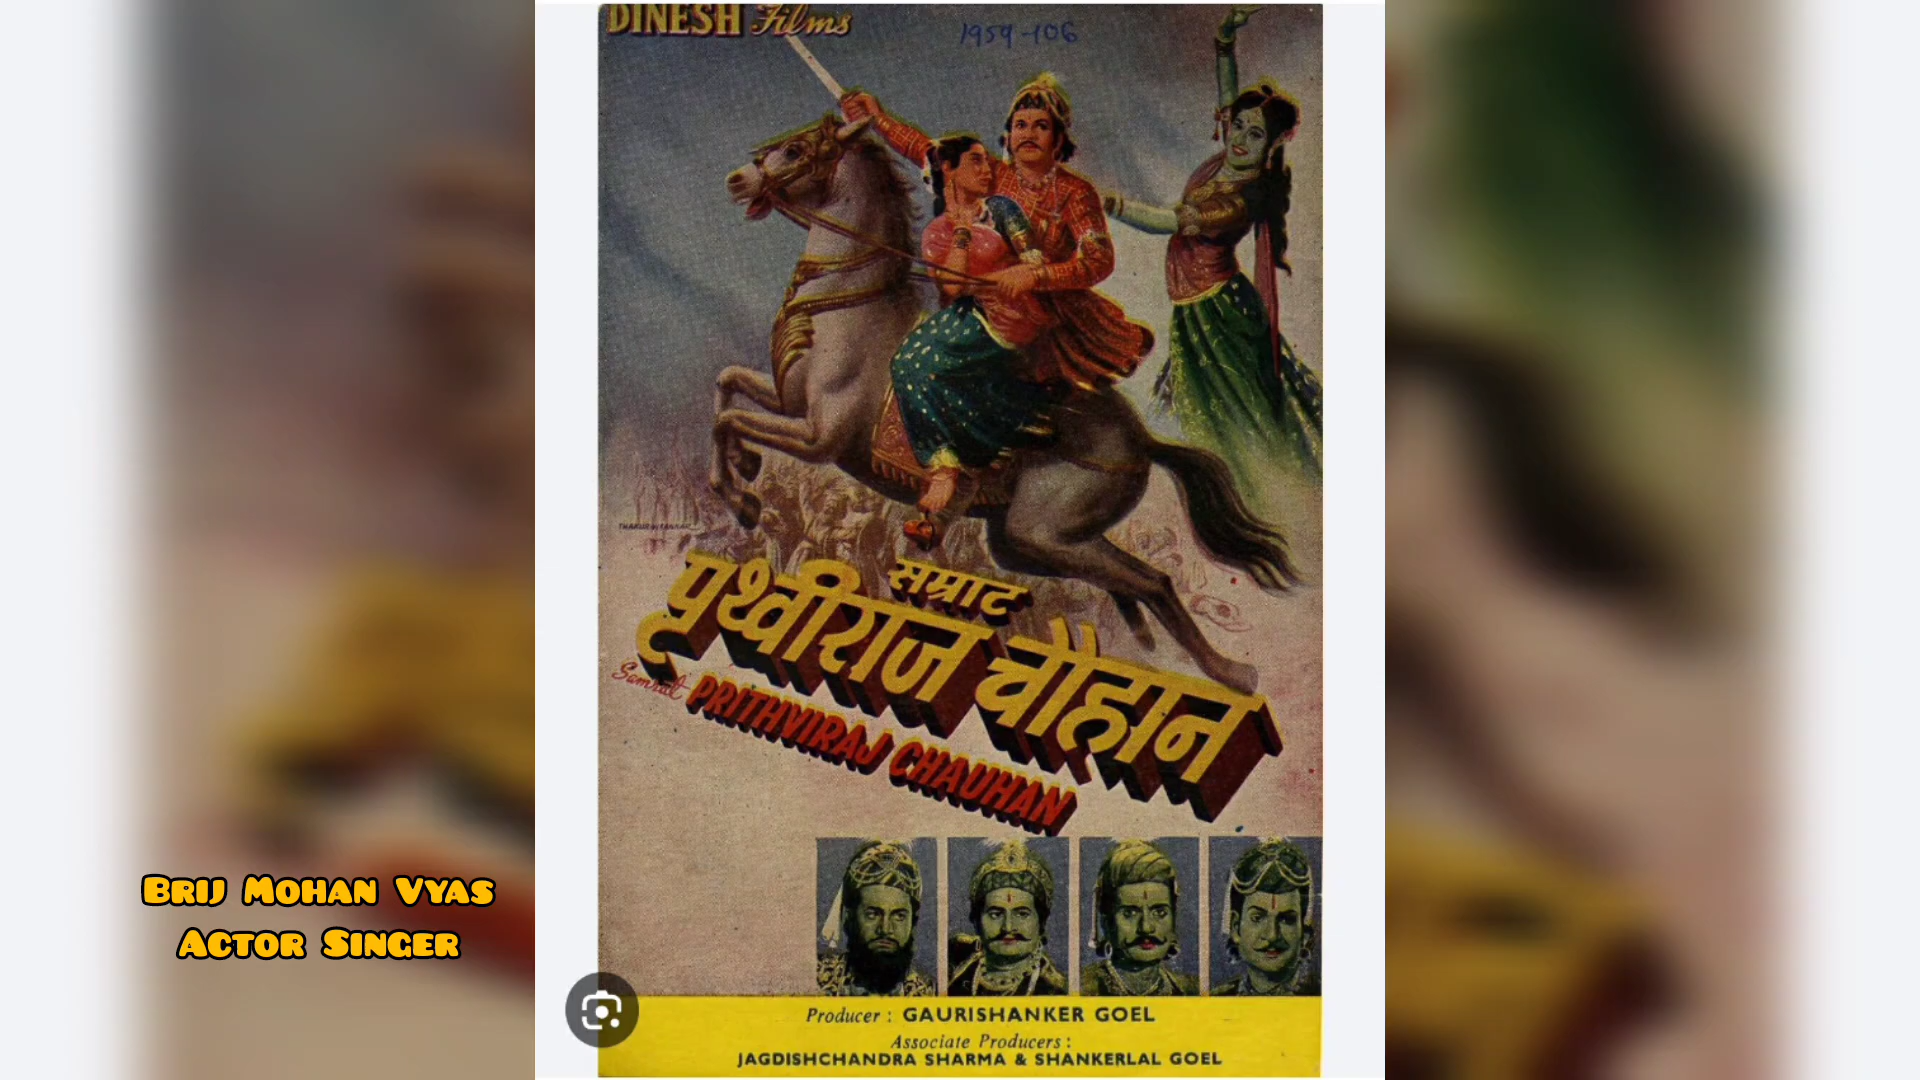 DINESH Films
1959-106
सम्राट
पृथ्वीराज चौहान
Samrat
PRITHVIRAJ CHAUHAN
Brij Mohan Vyas
Actor Singer
Producer : GAURISHANKER GOEL
Associate Producers :
JAGDISHCHANDRA SHARMA & SHANKERLAL GOEL